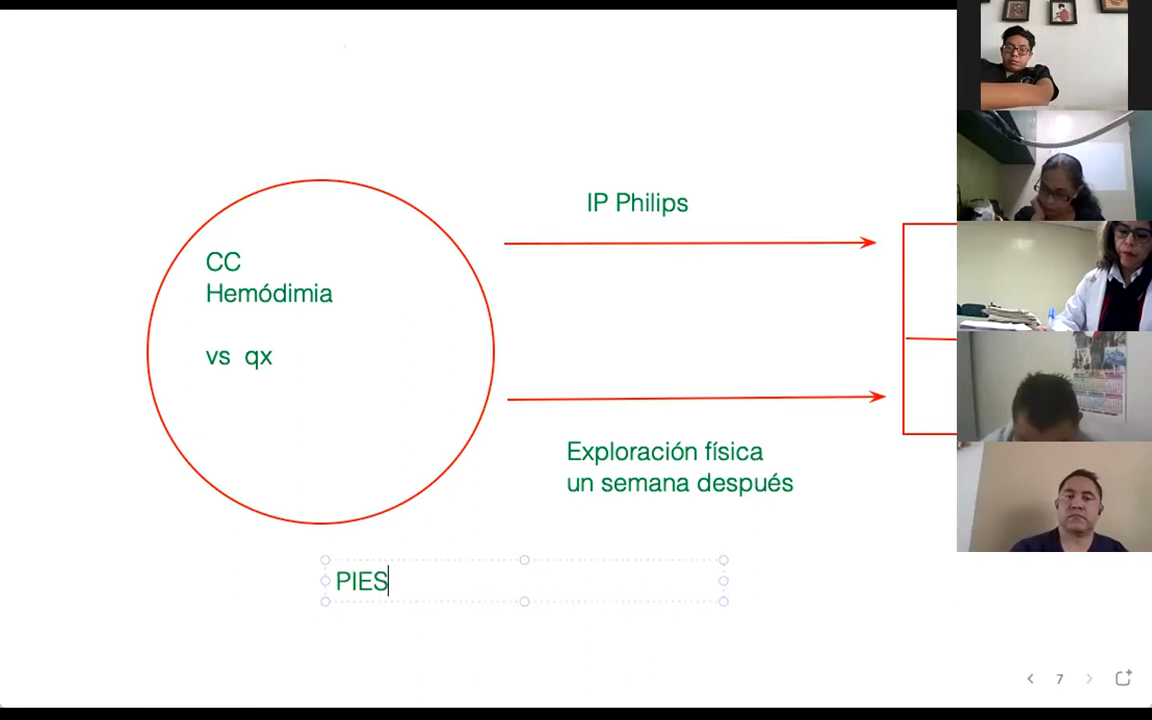 CC
Hemódimia
vs qx
IP Philips
Exploración física
un semana después
PIES
7